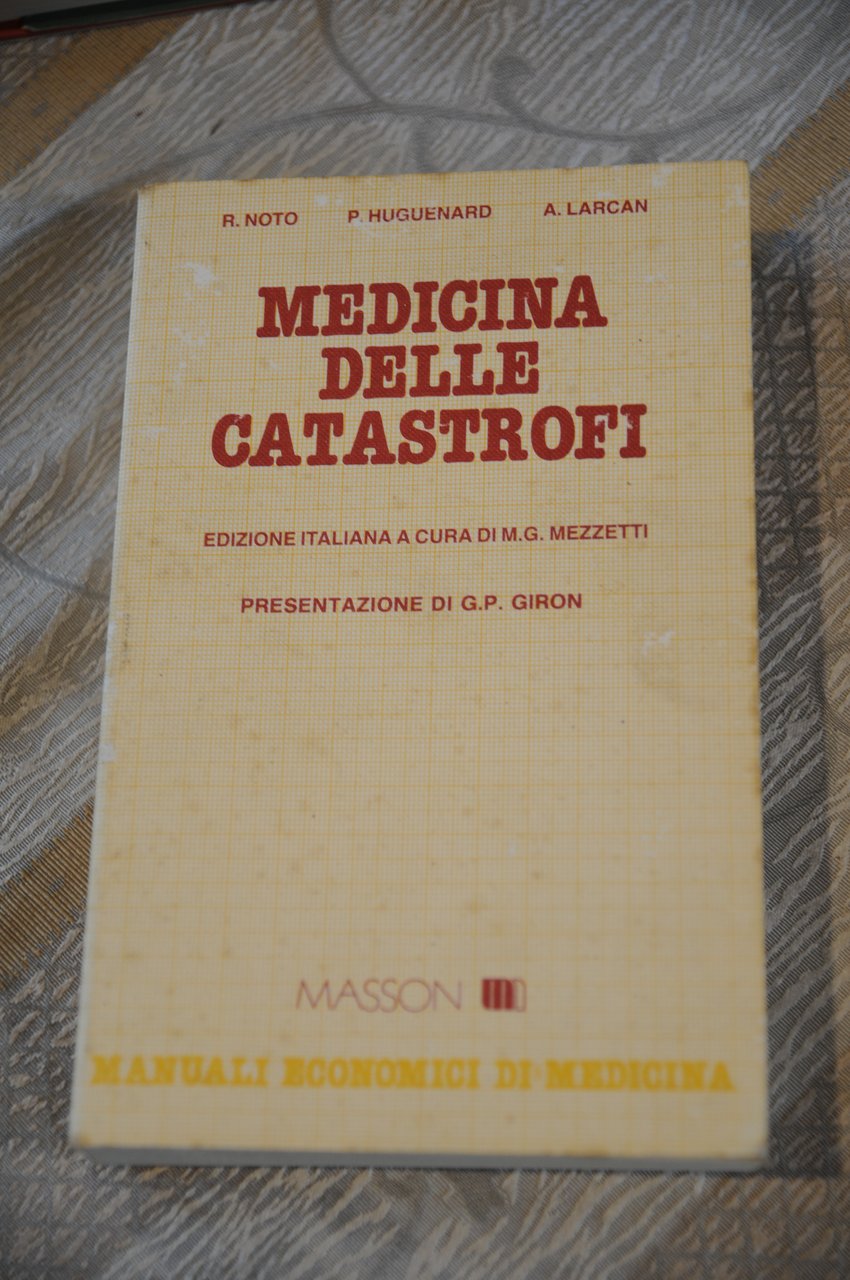 R. NOTO P. HUGUENARD A. LARCAN
MEDICINA
DELLE
CATASTROFI
EDIZIONE ITALIANA A CURA DI M.G. MEZZETTI
PRESENTAZIONE DI G.P. GIRON
MASSON
MANUALI ECONOMICI DI MEDICINA